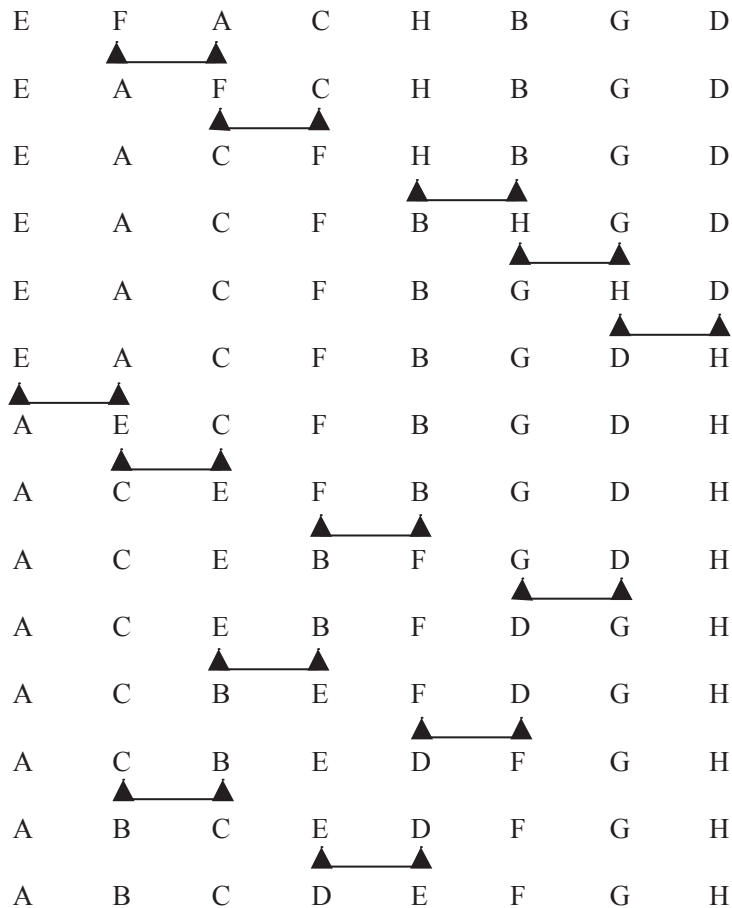 E F A C H B G D
E A F C H B G D
E A C F H B G D
E A C F B H G D
E A C F B G H D
E A C F B G D H
A E C F B G D H
A C E F B G D H
A C E B F G D H
A C E B F D G H
A C B E F D G H
A C B E D F G H
A B C E D F G H
A B C D E F G H